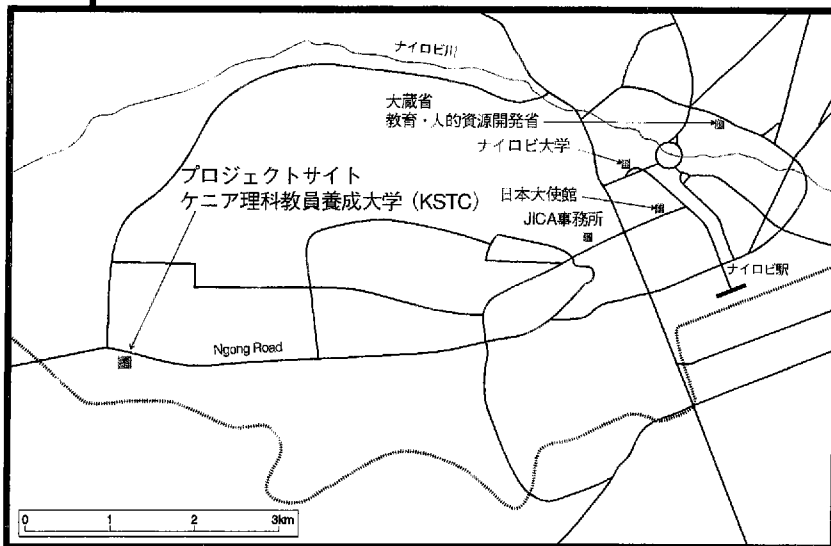 ナイロビ川
大蔵省
教育・人的資源開発省
ナイロビ大学
プロジェクトサイト
ケニア理科教員養成大学（KSTC）
日本大使館
JICA事務所
ナイロビ駅
Ngong Road
0 1 2 3km